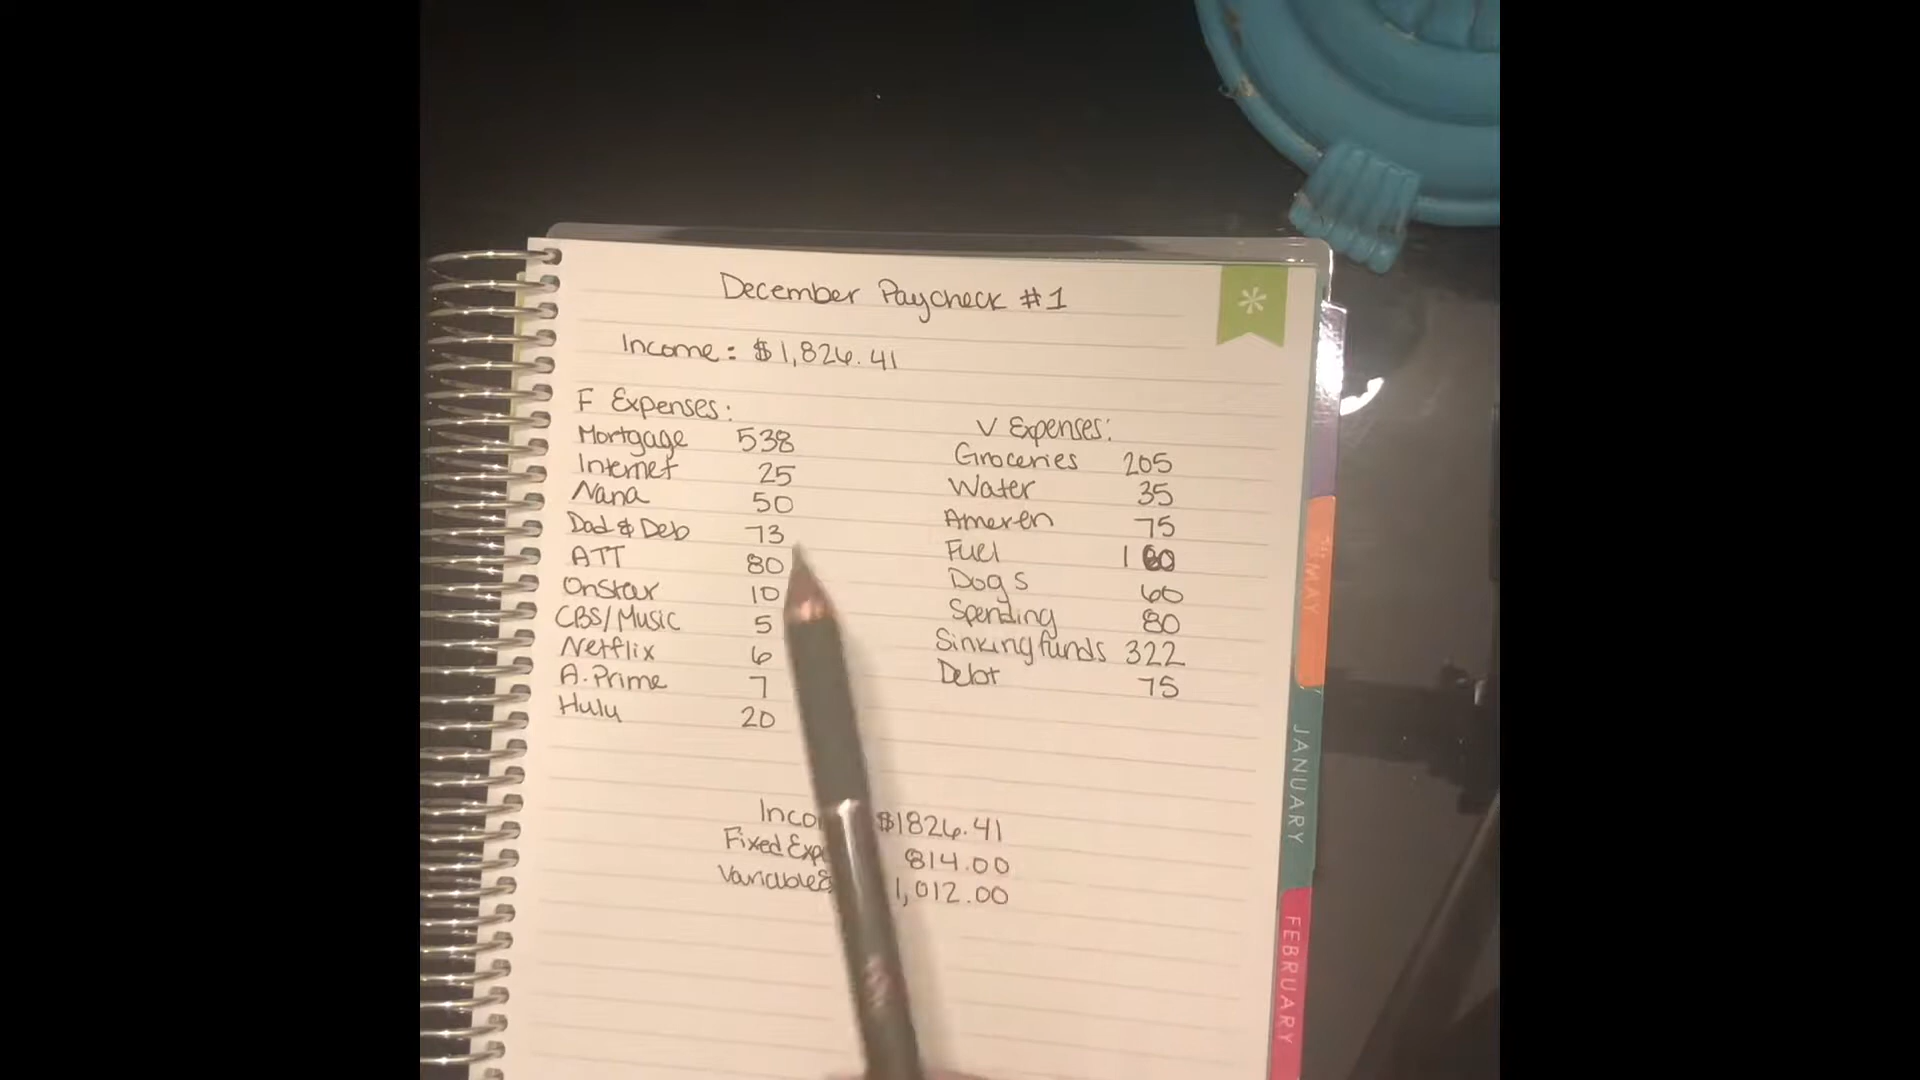 December Paycheck #1
Income: $1,826.41
F Expenses:
Mortgage 538
Internet 25
Nana 50
Dad & Deb 73
ATT 80
OnStar 10
CBS/Music 5
Netflix 6
A.Prime 7
Hulu 20
V Expenses:
Groceries 205
Water 35
Ameren 75
Fuel 160
Dogs 60
Spending 80
Sinking funds 322
Debt 75
$1826.41
Fixed 814.00
1,012.00
MAY
JANUARY
FEBRUARY